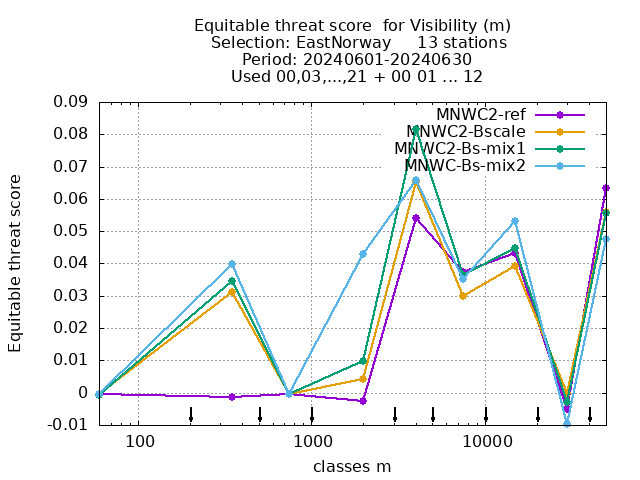 Equitable threat score  for Visibility (m)
Selection: EastNorway     13 stations
Period: 20240601-20240630
Used 00,03,...,21 + 00 01 ... 12
MNWC2-ref
MNWC2-Bscale
MNWC2-Bs-mix1
MNWC-Bs-mix2
Equitable threat score
0.09
0.08
0.07
0.06
0.05
0.04
0.03
0.02
0.01
0
-0.01
100
1000
10000
classes m